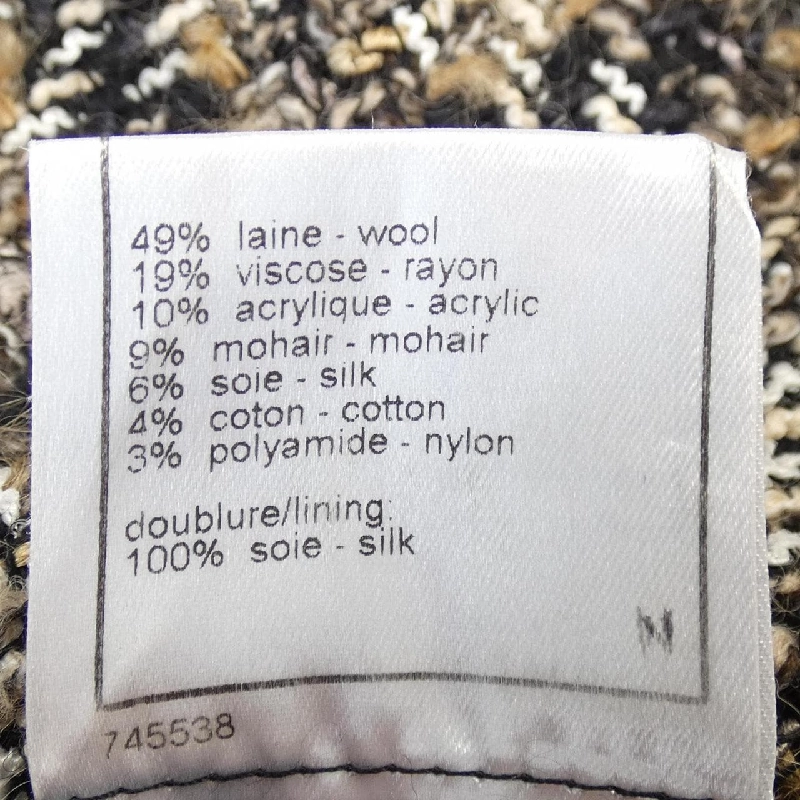 49% laine - wool
19% viscose - rayon
10% acrylique - acrylic
9% mohair - mohair
6% soie - silk
4% coton - cotton
3% polyamide - nylon
doublure/lining:
100% soie - silk
M
745538